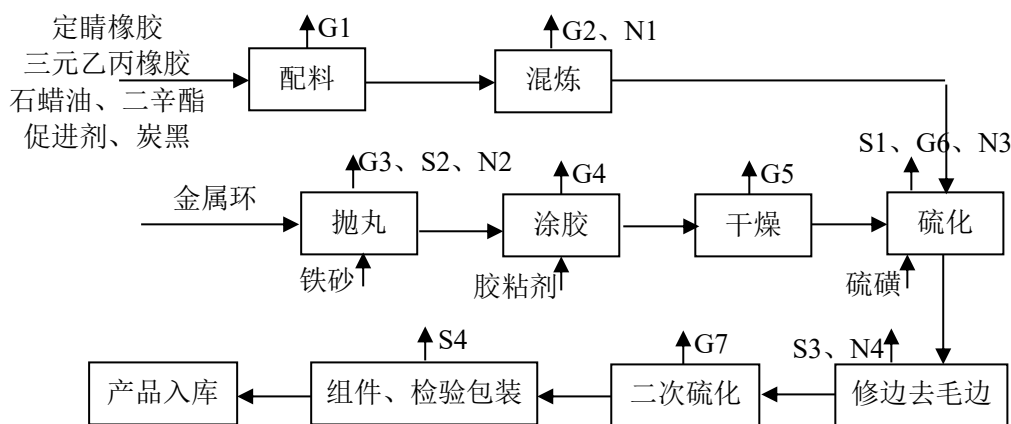 定睛橡胶
三元乙丙橡胶
石蜡油、二辛酯
促进剂、炭黑
G1
配料
G2、N1
混炼
金属环
G3、S2、N2
抛丸
铁砂
G4
涂胶
胶粘剂
G5
干燥
S1、G6、N3
硫化
硫磺
产品入库
S4
组件、检验包装
G7
二次硫化
S3、N4
修边去毛边